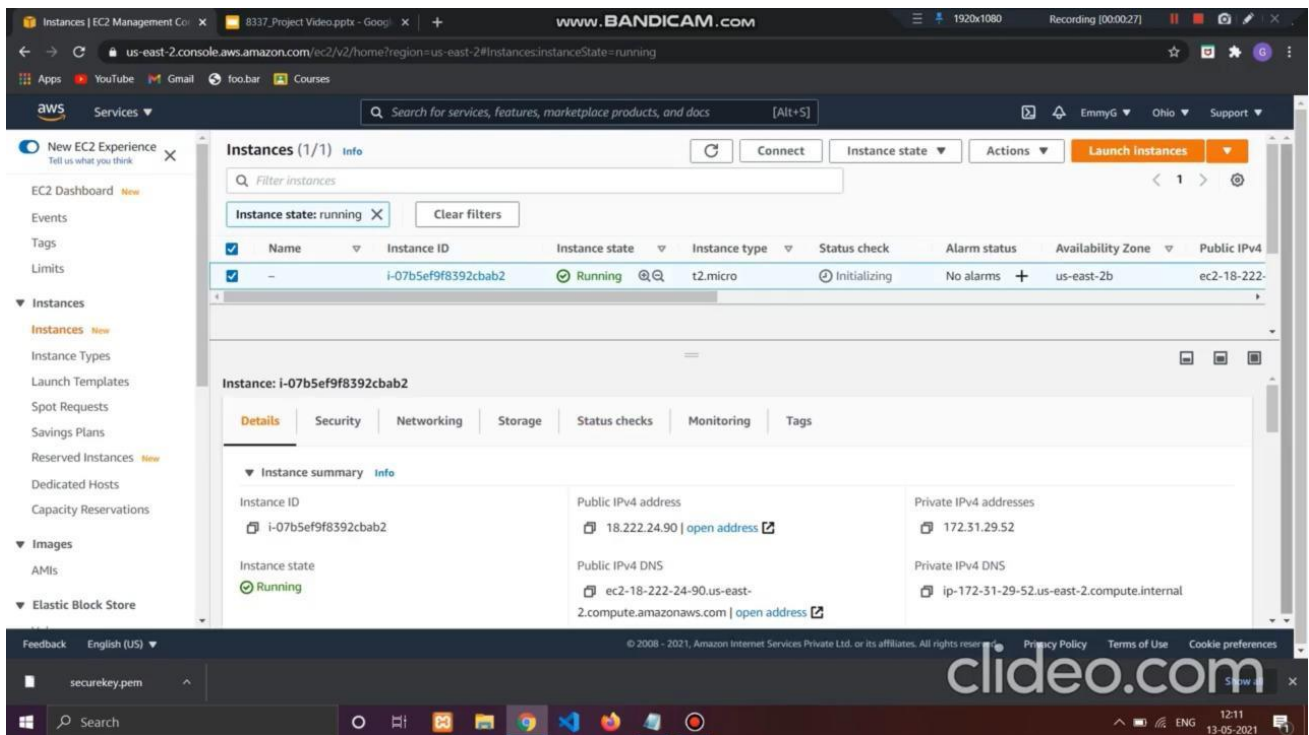 Instances | EC2 Management Co
8337_Project Video.pptx - Googl
www.BANDICAM.com
1920x1080
Recording [00:00:27]
us-east-2.console.aws.amazon.com/ec2/v2/home?region=us-east-2#Instances:instanceState=running
G
Apps YouTube Gmail foo.bar Courses
aws Services ▼
Search for services, features, marketplace products, and docs [Alt+S]
EmmyG ▼ Ohio ▼ Support ▼
New EC2 Experience
Tell us what you think
EC2 Dashboard New
Events
Tags
Limits
▼ Instances
Instances New
Instance Types
Launch Templates
Spot Requests
Savings Plans
Reserved Instances New
Dedicated Hosts
Capacity Reservations
▼ Images
AMIs
▼ Elastic Block Store
Instances (1/1) Info
Connect Instance state ▼ Actions ▼ Launch instances ▼
Filter instances
< 1 >
Instance state: running X Clear filters
Name Instance ID Instance state Instance type Status check Alarm status Availability Zone Public IPv4
– i-07b5ef9f8392cbab2 Running t2.micro Initializing No alarms + us-east-2b ec2-18-222-
Instance: i-07b5ef9f8392cbab2
Details Security Networking Storage Status checks Monitoring Tags
▼ Instance summary Info
Instance ID
i-07b5ef9f8392cbab2
Public IPv4 address
18.222.24.90 | open address
Private IPv4 addresses
172.31.29.52
Instance state
Running
Public IPv4 DNS
ec2-18-222-24-90.us-east-
2.compute.amazonaws.com | open address
Private IPv4 DNS
ip-172-31-29-52.us-east-2.compute.internal
Feedback English (US) ▼
© 2008 - 2021, Amazon Internet Services Private Ltd. or its affiliates. All rights reserved. Privacy Policy Terms of Use Cookie preferences
clideo.com
securekey.pem
Show all
Search
ENG
12:11
13-05-2021